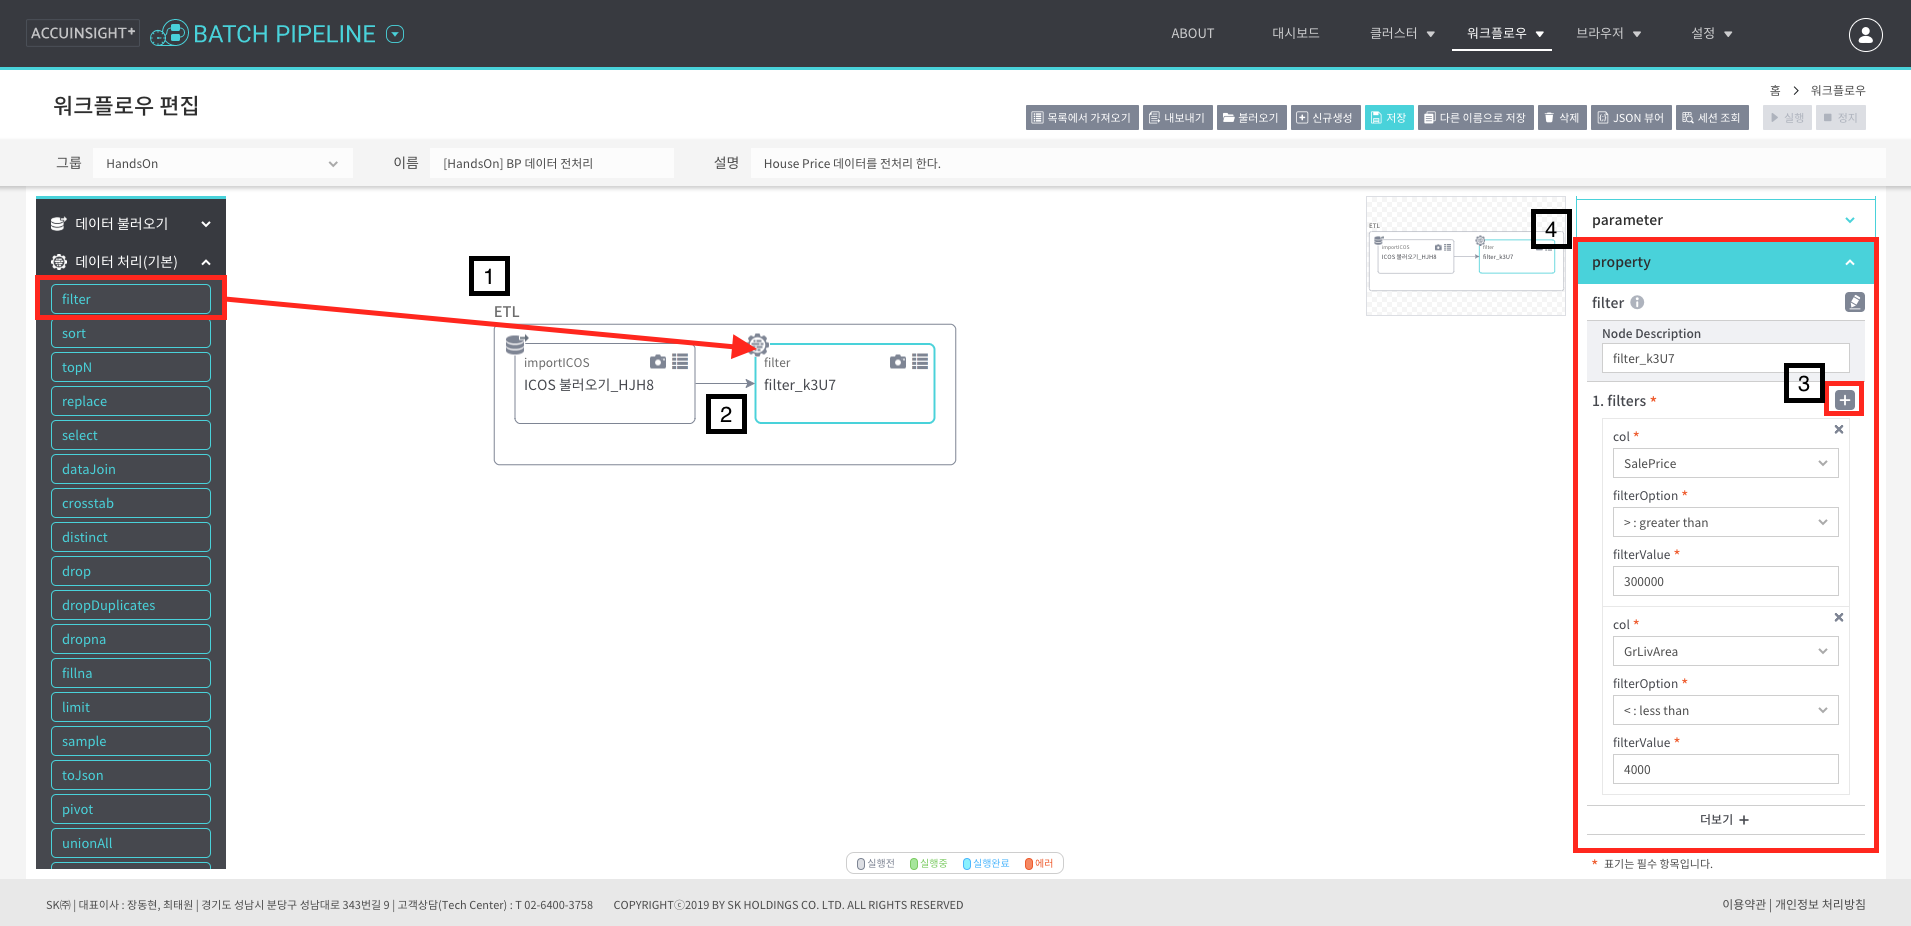 ACCUINSIGHT+ BATCH PIPELINE
ABOUT 대시보드 클러스터 워크플로우 브라우저 설정
홈 > 워크플로우
워크플로우 편집
목록에서 가져오기 내보내기 불러오기 신규생성 저장 다른 이름으로 저장 삭제 JSON 뷰어 세션 조회 실행 정지
그룹 HandsOn 이름 [HandsOn] BP 데이터 전처리 설명 House Price 데이터를 전처리 한다.
데이터 불러오기
데이터 처리(기본)
filter
sort
topN
replace
select
dataJoin
crosstab
distinct
drop
dropDuplicates
dropna
fillna
limit
sample
toJson
pivot
unionAll
1
ETL
importICOS
ICOS 불러오기_HJH8
2
filter
filter_k3U7
ETL
importICOS
ICOS 불러오기_HJH8
filter
filter_k3U7
4
parameter
property
filter
Node Description
filter_k3U7
3
1. filters *
col *
SalePrice
filterOption *
> : greater than
filterValue *
300000
col *
GrLivArea
filterOption *
< : less than
filterValue *
4000
더보기 +
* 표기는 필수 항목입니다.
실행전 실행중 실행완료 에러
SK㈜ | 대표이사 : 장동현, 최태원 | 경기도 성남시 분당구 성남대로 343번길 9 | 고객상담(Tech Center) : T 02-6400-3758 COPYRIGHTⓒ2019 BY SK HOLDINGS CO. LTD. ALL RIGHTS RESERVED
이용약관 | 개인정보 처리방침